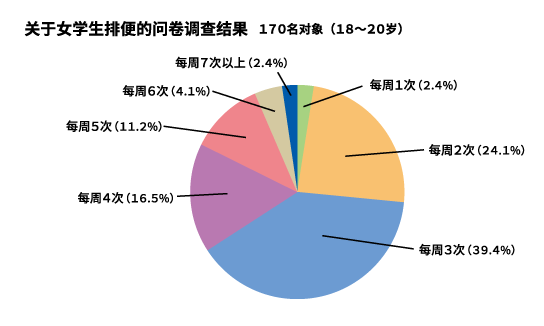 关于女学生排便的问卷调查结果 170名对象（18～20岁）
每周7次以上（2.4%）
每周1次（2.4%）
每周6次（4.1%）
每周5次（11.2%）
每周2次（24.1%）
每周4次（16.5%）
每周3次（39.4%）